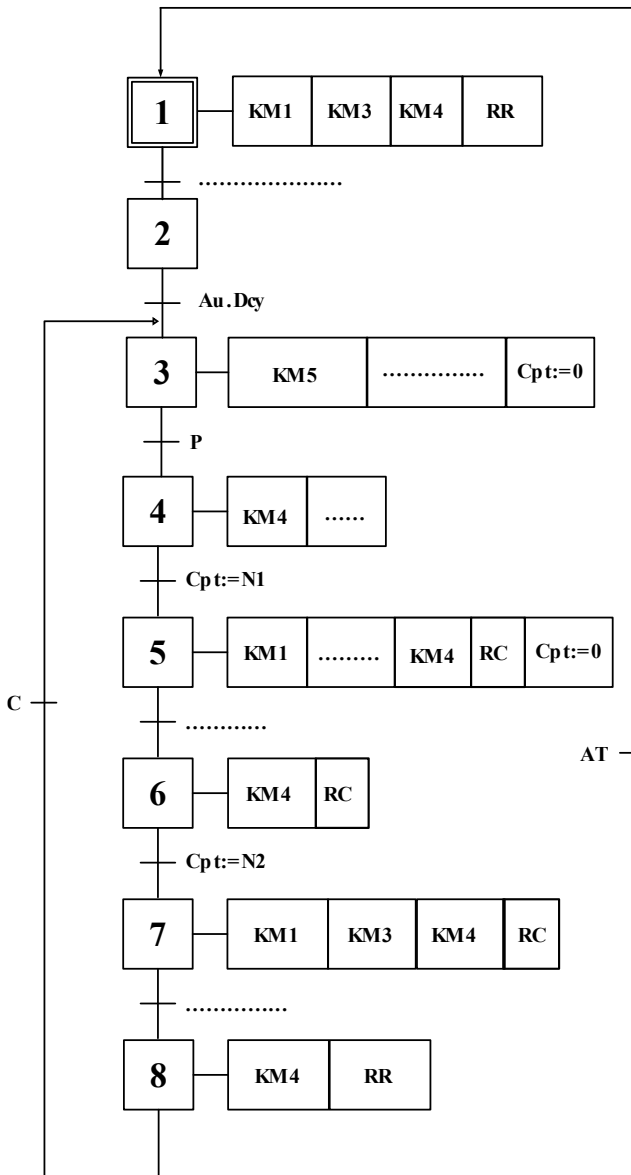 1 KM1 KM3 KM4 RR
.......................
2
Au.Dcy
3 KM5 ............... Cpt:=0
P
4 KM4 ......
Cpt:=N1
5 KM1 ......... KM4 RC Cpt:=0
C
.............
AT
6 KM4 RC
Cpt:=N2
7 KM1 KM3 KM4 RC
................
8 KM4 RR